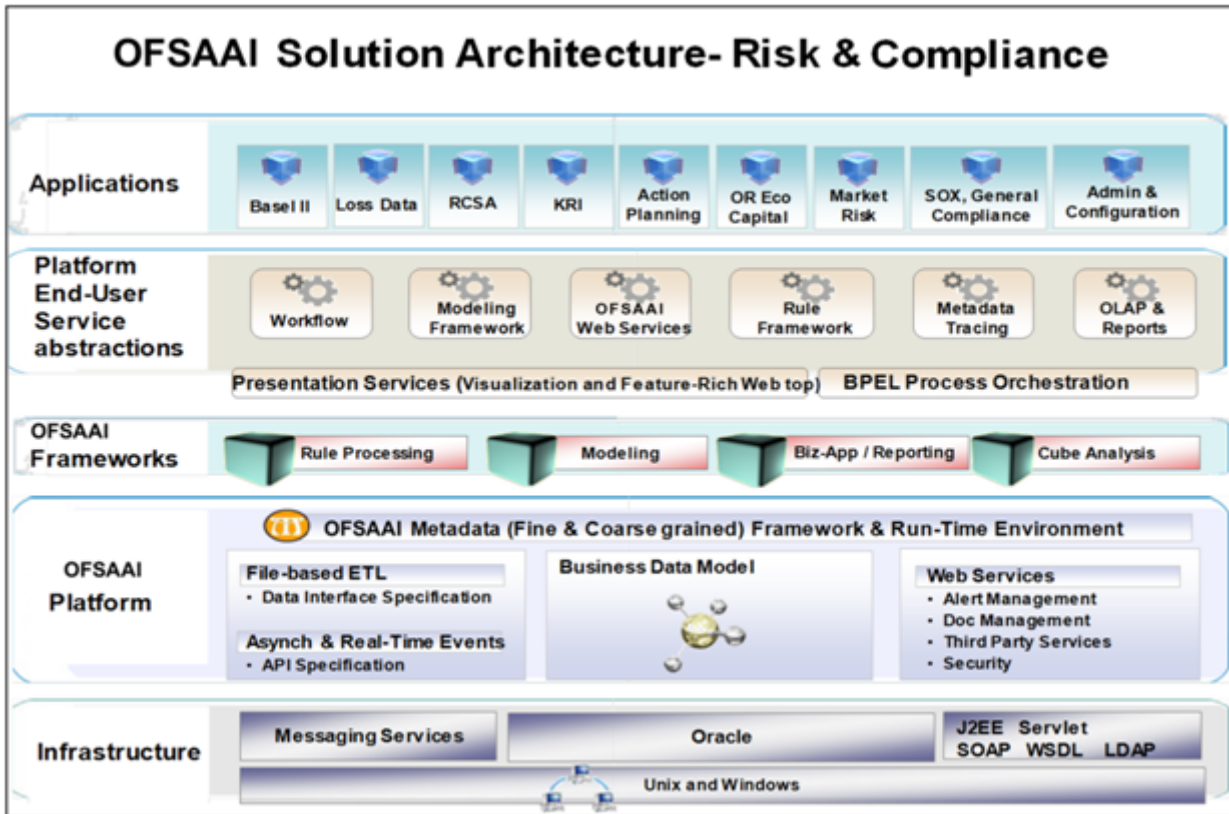 OFSAAI Solution Architecture- Risk & Compliance
Applications
Basel II
Loss Data
RCSA
KRI
Action
Planning
OR Eco
Capital
Market
Risk
SOX, General
Compliance
Admin &
Configuration
Platform
End-User
Service
abstractions
Workflow
Modeling
Framework
OFSAAI
Web Services
Rule
Framework
Metadata
Tracing
OLAP &
Reports
Presentation Services (Visualization and Feature-Rich Web top)
BPEL Process Orchestration
OFSAAI
Frameworks
Rule Processing
Modeling
Biz-App / Reporting
Cube Analysis
OFSAAI
Platform
OFSAAI Metadata (Fine & Coarse grained) Framework & Run-Time Environment
File-based ETL
• Data Interface Specification
Asynch & Real-Time Events
• API Specification
Business Data Model
Web Services
• Alert Management
• Doc Management
• Third Party Services
• Security
Infrastructure
Messaging Services
Oracle
J2EE Servlet
SOAP WSDL LDAP
Unix and Windows